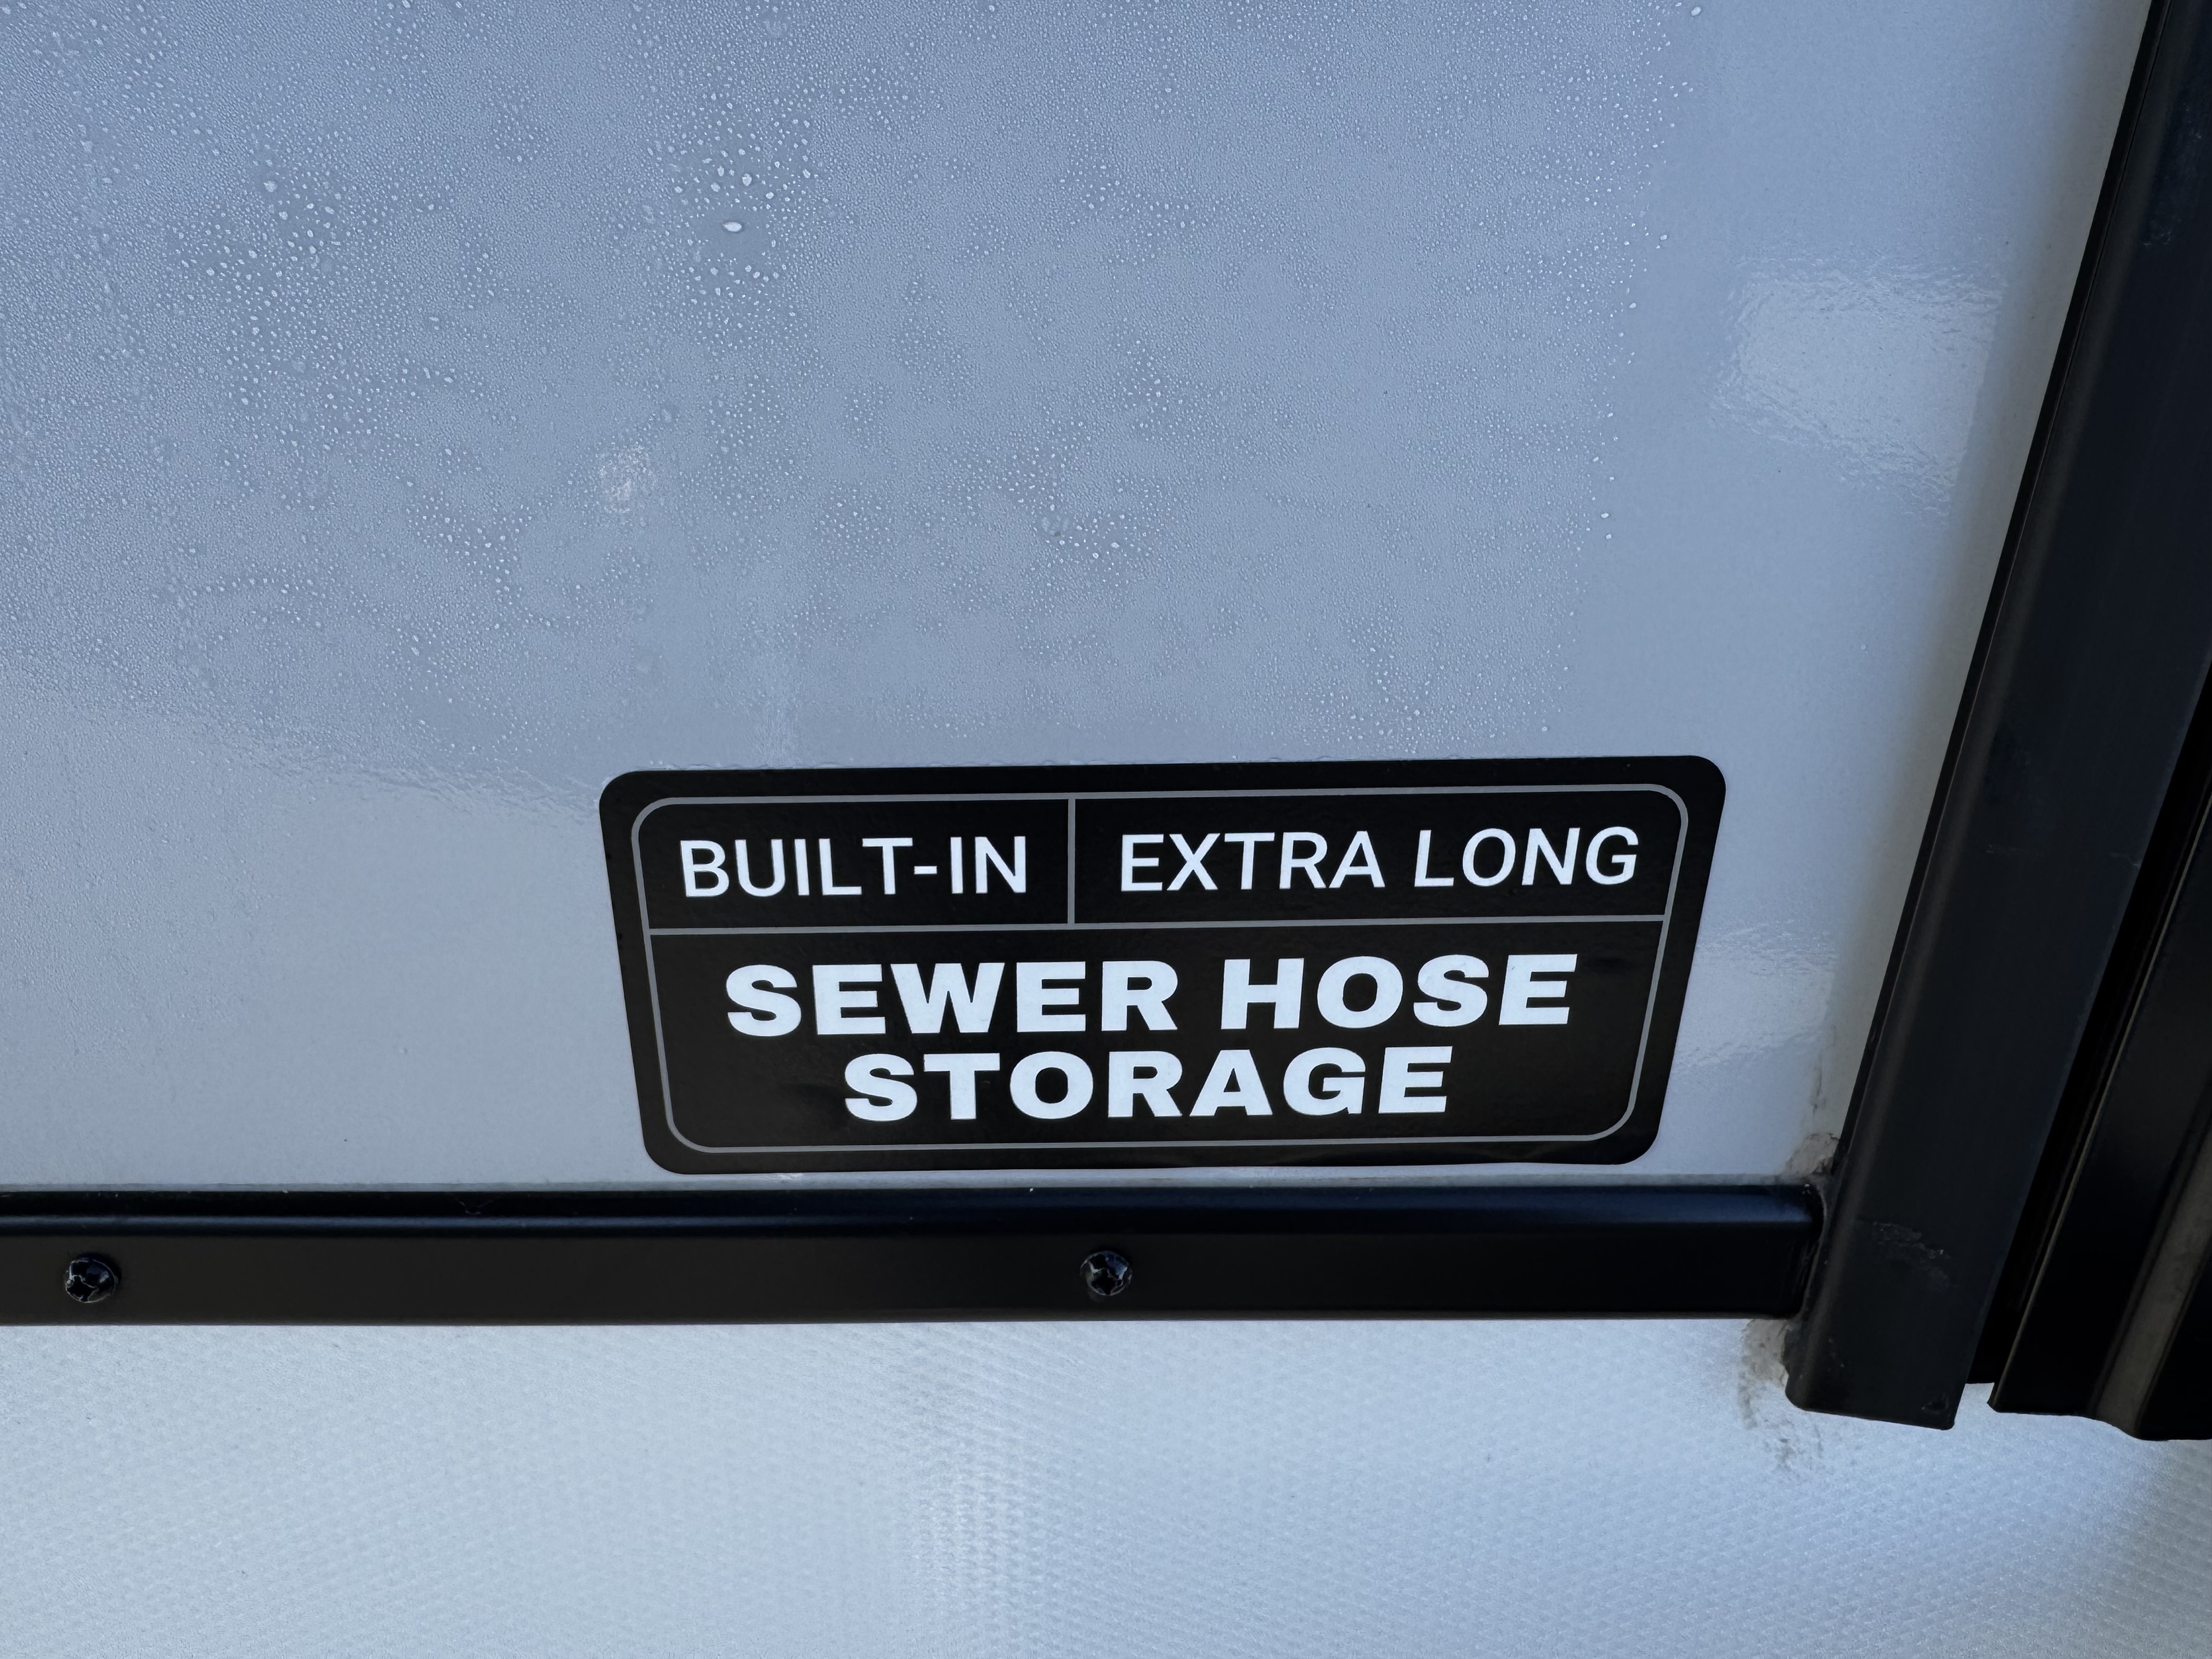 BUILT-IN EXTRA LONG
SEWER HOSE
STORAGE